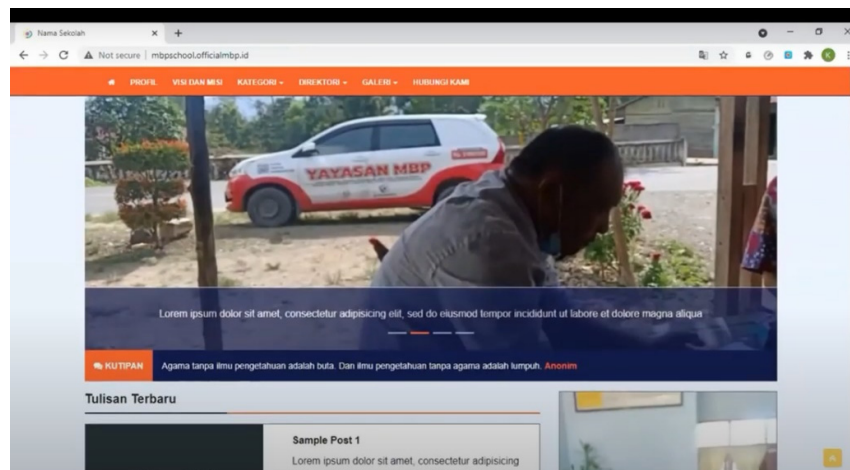 Nama Sekolah
Not secure | mbpschool.officialmbp.id
PROFIL VISI DAN MISI KATEGORI DIREKTORI GALERI HUBUNGI KAMI
YAYASAN MBP
Lorem ipsum dolor sit amet, consectetur adipisicing elit, sed do eiusmod tempor incididunt ut labore et dolore magna aliqua
KUTIPAN Agama tanpa ilmu pengetahuan adalah buta. Dan ilmu pengetahuan tanpa agama adalah lumpuh. Anonim
Tulisan Terbaru
Sample Post 1
Lorem ipsum dolor sit amet, consectetur adipisicing